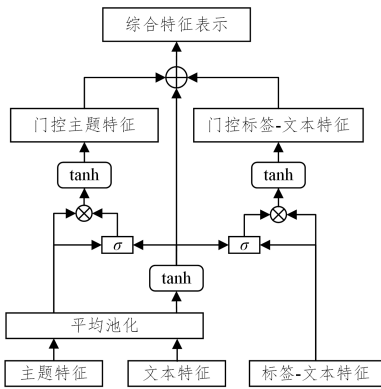 综合特征表示
门控主题特征
门控标签-文本特征
tanh
tanh
σ
σ
tanh
平均池化
主题特征
文本特征
标签-文本特征